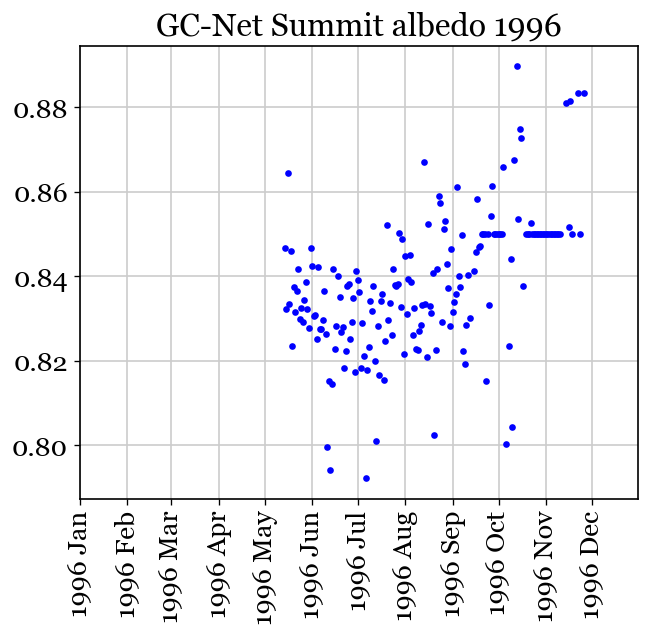 GC-Net Summit albedo 1996
0.88
0.86
0.84
0.82
0.80
1996 Jan
1996 Feb
1996 Mar
1996 Apr
1996 May
1996 Jun
1996 Jul
1996 Aug
1996 Sep
1996 Oct
1996 Nov
1996 Dec